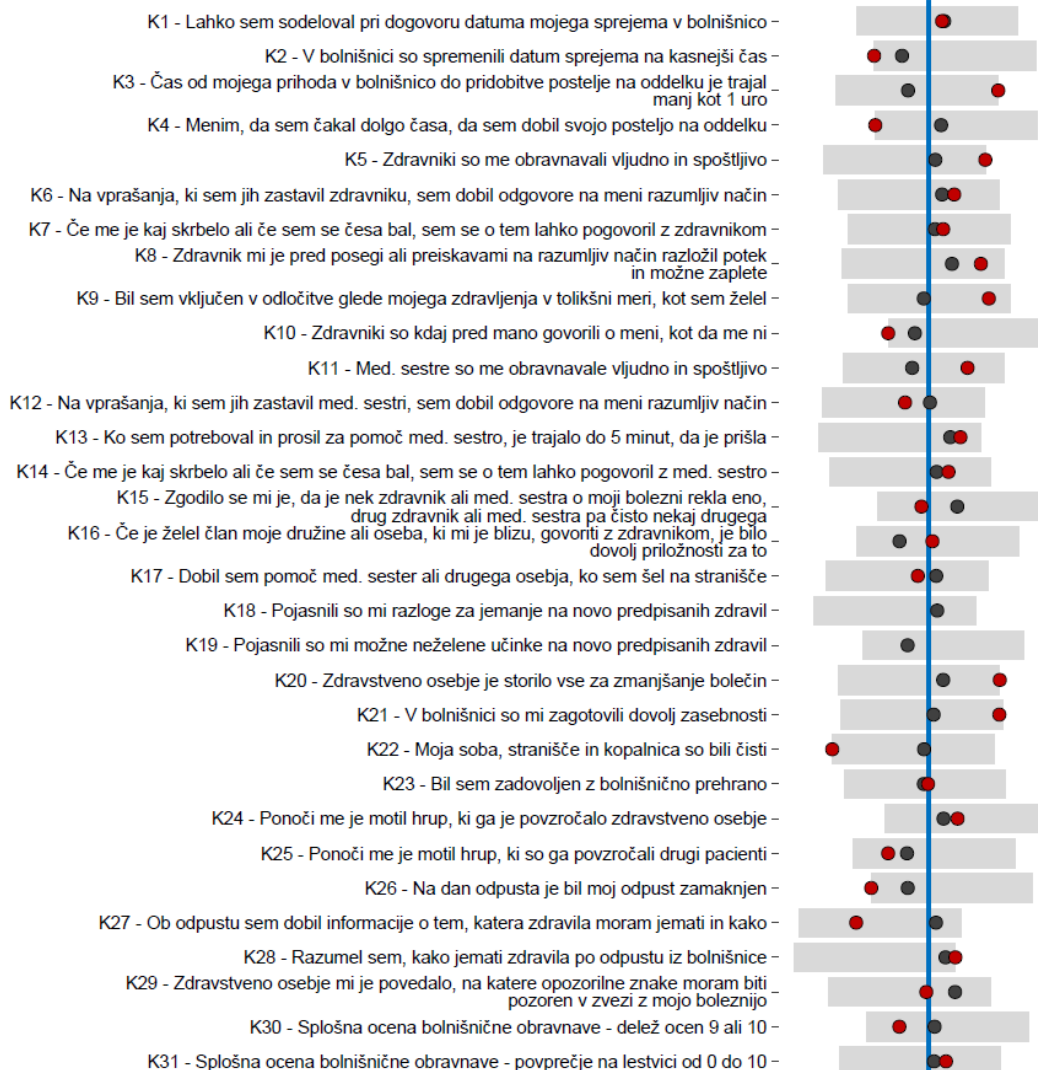 K1 - Lahko sem sodeloval pri dogovoru datuma mojega sprejema v bolnišnico
K2 - V bolnišnici so spremenili datum sprejema na kasnejši čas
K3 - Čas od mojega prihoda v bolnišnico do pridobitve postelje na oddelku je trajal
manj kot 1 uro
K4 - Menim, da sem čakal dolgo časa, da sem dobil svojo posteljo na oddelku
K5 - Zdravniki so me obravnavali vljudno in spoštljivo
K6 - Na vprašanja, ki sem jih zastavil zdravniku, sem dobil odgovore na meni razumljiv način
K7 - Če me je kaj skrbelo ali če sem se česa bal, sem se o tem lahko pogovoril z zdravnikom
K8 - Zdravnik mi je pred posegi ali preiskavami na razumljiv način razložil potek
in možne zaplete
K9 - Bil sem vključen v odločitve glede mojega zdravljenja v tolikšni meri, kot sem želel
K10 - Zdravniki so kdaj pred mano govorili o meni, kot da me ni
K11 - Med. sestre so me obravnavale vljudno in spoštljivo
K12 - Na vprašanja, ki sem jih zastavil med. sestri, sem dobil odgovore na meni razumljiv način
K13 - Ko sem potreboval in prosil za pomoč med. sestro, je trajalo do 5 minut, da je prišla
K14 - Če me je kaj skrbelo ali če sem se česa bal, sem se o tem lahko pogovoril z med. sestro
K15 - Zgodilo se mi je, da je nek zdravnik ali med. sestra o moji bolezni rekla eno,
drug zdravnik ali med. sestra pa čisto nekaj drugega
K16 - Če je želel član moje družine ali oseba, ki mi je blizu, govoriti z zdravnikom, je bilo
dovolj priložnosti za to
K17 - Dobil sem pomoč med. sester ali drugega osebja, ko sem šel na stranišče
K18 - Pojasnili so mi razloge za jemanje na novo predpisanih zdravil
K19 - Pojasnili so mi možne neželene učinke na novo predpisanih zdravil
K20 - Zdravstveno osebje je storilo vse za zmanjšanje bolečin
K21 - V bolnišnici so mi zagotovili dovolj zasebnosti
K22 - Moja soba, stranišče in kopalnica so bili čisti
K23 - Bil sem zadovoljen z bolnišnično prehrano
K24 - Ponoči me je motil hrup, ki ga je povzročalo zdravstveno osebje
K25 - Ponoči me je motil hrup, ki so ga povzročali drugi pacienti
K26 - Na dan odpusta je bil moj odpust zamaknjen
K27 - Ob odpustu sem dobil informacije o tem, katera zdravila moram jemati in kako
K28 - Razumel sem, kako jemati zdravila po odpustu iz bolnišnice
K29 - Zdravstveno osebje mi je povedalo, na katere opozorilne znake moram biti
pozoren v zvezi z mojo boleznijo
K30 - Splošna ocena bolnišnične obravnave - delež ocen 9 ali 10
K31 - Splošna ocena bolnišnične obravnave - povprečje na lestvici od 0 do 10